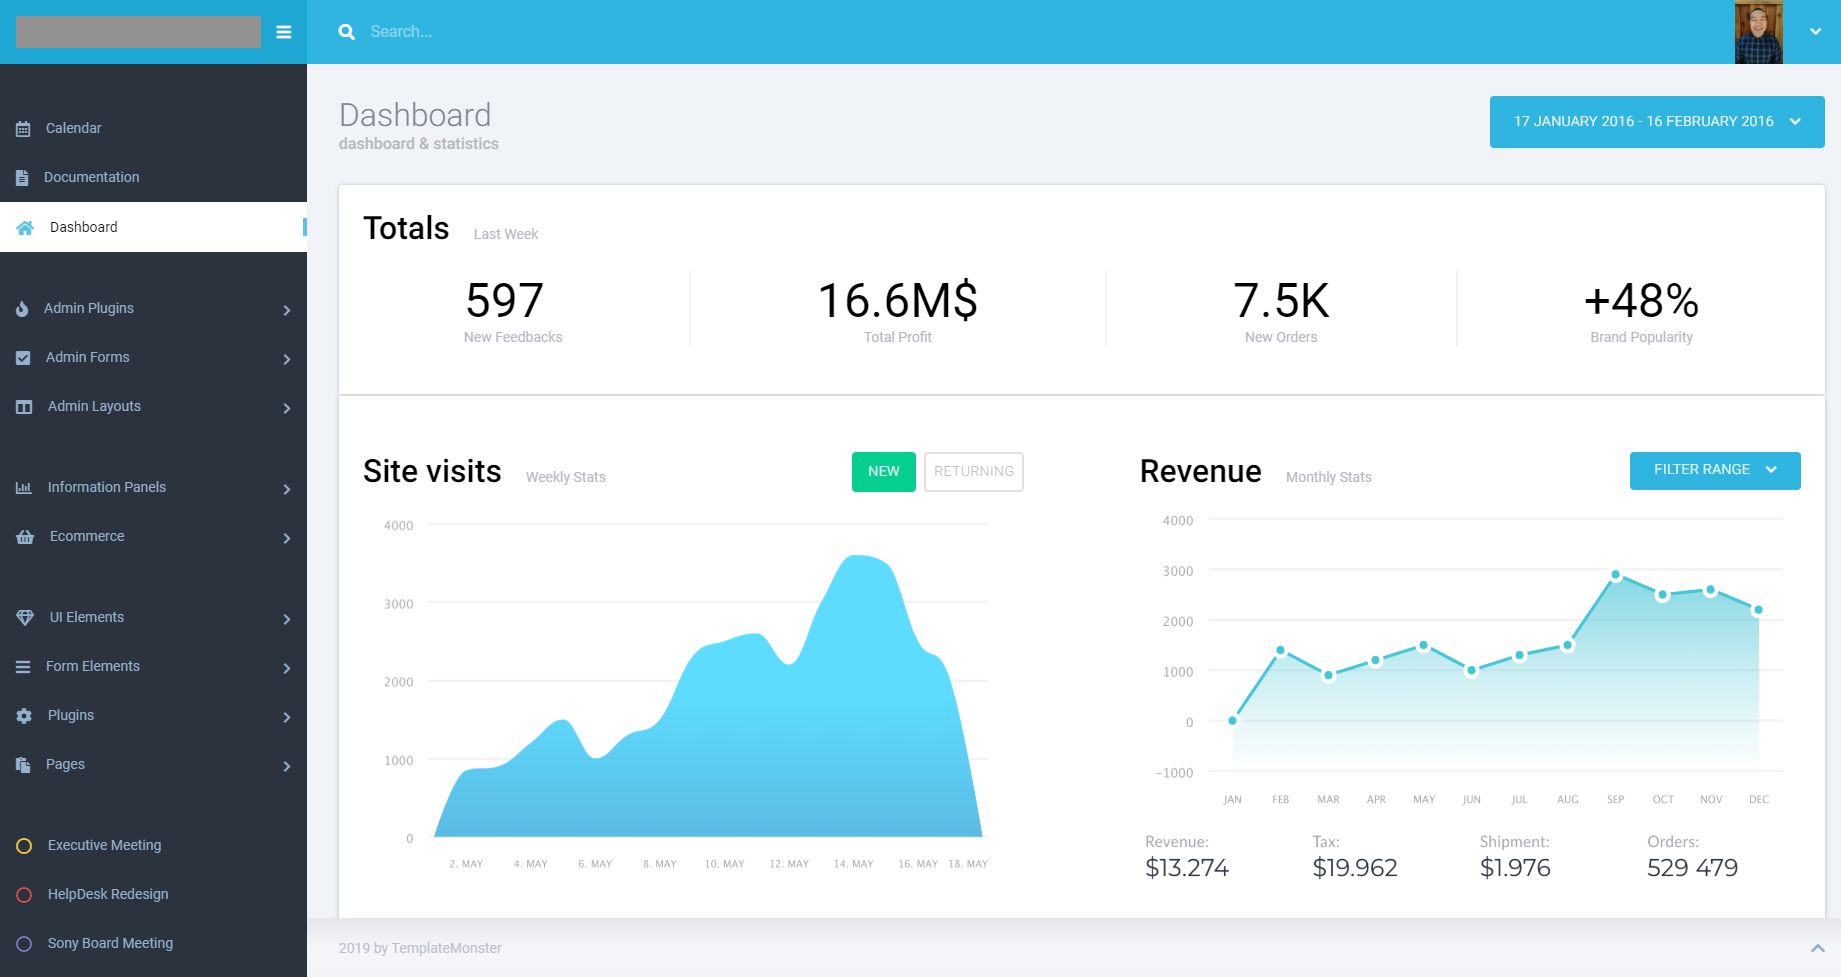 Search...
Calendar
Documentation
Dashboard
Admin Plugins
Admin Forms
Admin Layouts
Information Panels
Ecommerce
UI Elements
Form Elements
Plugins
Pages
Executive Meeting
HelpDesk Redesign
Sony Board Meeting
Dashboard
dashboard & statistics
17 JANUARY 2016 - 16 FEBRUARY 2016
Totals Last Week
597 16.6M$ 7.5K +48%
New Feedbacks Total Profit New Orders Brand Popularity
Site visits Weekly Stats NEW RETURNING
4000
3000
2000
1000
0
2. MAY 4. MAY 6. MAY 8. MAY 10. MAY 12. MAY 14. MAY 16. MAY 18. MAY
Revenue Monthly Stats FILTER RANGE
4000
3000
2000
1000
0
−1000
JAN FEB MAR APR MAY JUN JUL AUG SEP OCT NOV DEC
Revenue: Tax: Shipment: Orders:
$13.274 $19.962 $1.976 529 479
2019 by TemplateMonster